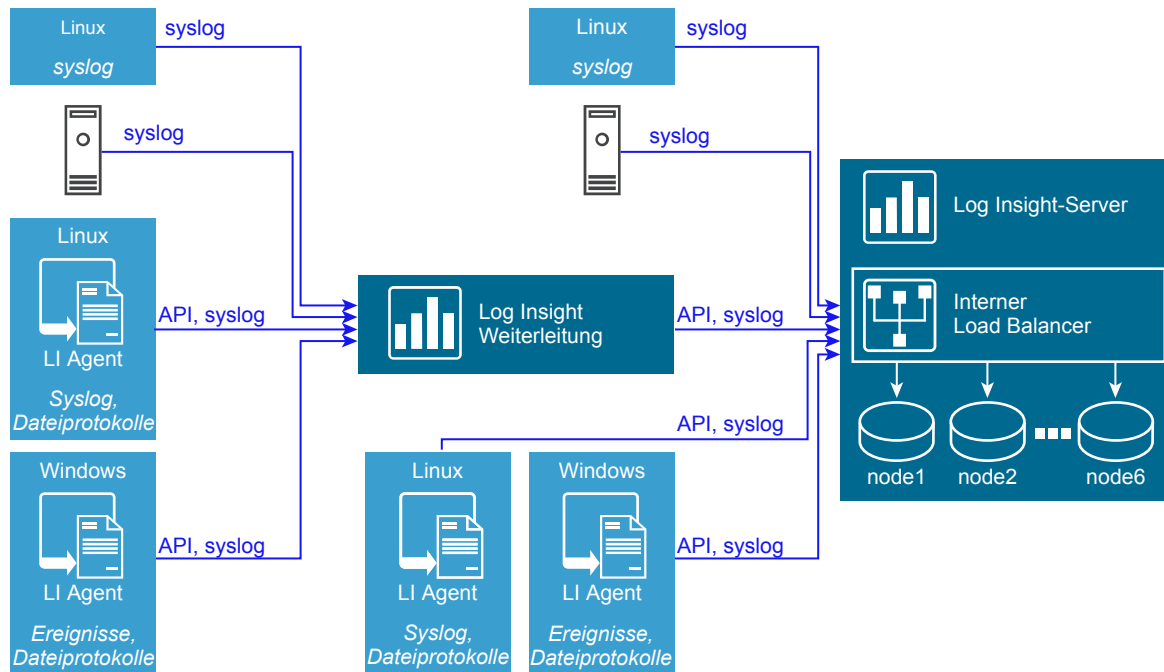 Linux
syslog
syslog
syslog
Linux
LI Agent
Syslog,
Dateiprotokolle
API, syslog
Windows
LI Agent
Ereignisse,
Dateiprotokolle
API, syslog
Log Insight
Weiterleitung
API, syslog
Linux
syslog
syslog
syslog
Linux
LI Agent
Syslog,
Dateiprotokolle
API, syslog
Windows
LI Agent
Ereignisse,
Dateiprotokolle
API, syslog
Log Insight-Server
Interner
Load Balancer
node1 node2 node6